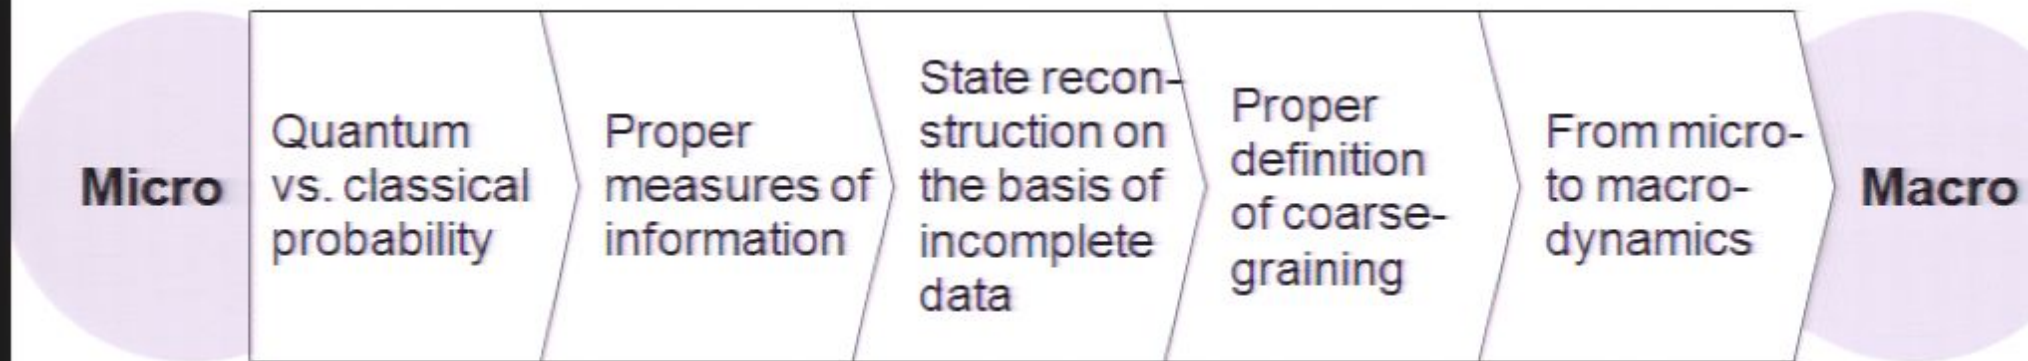 Micro
Quantum
vs. classical
probability
Proper
measures of
information
State recon-
struction on
the basis of
incomplete
data
Proper
definition
of coarse-
graining
From micro-
to macro-
dynamics
Macro